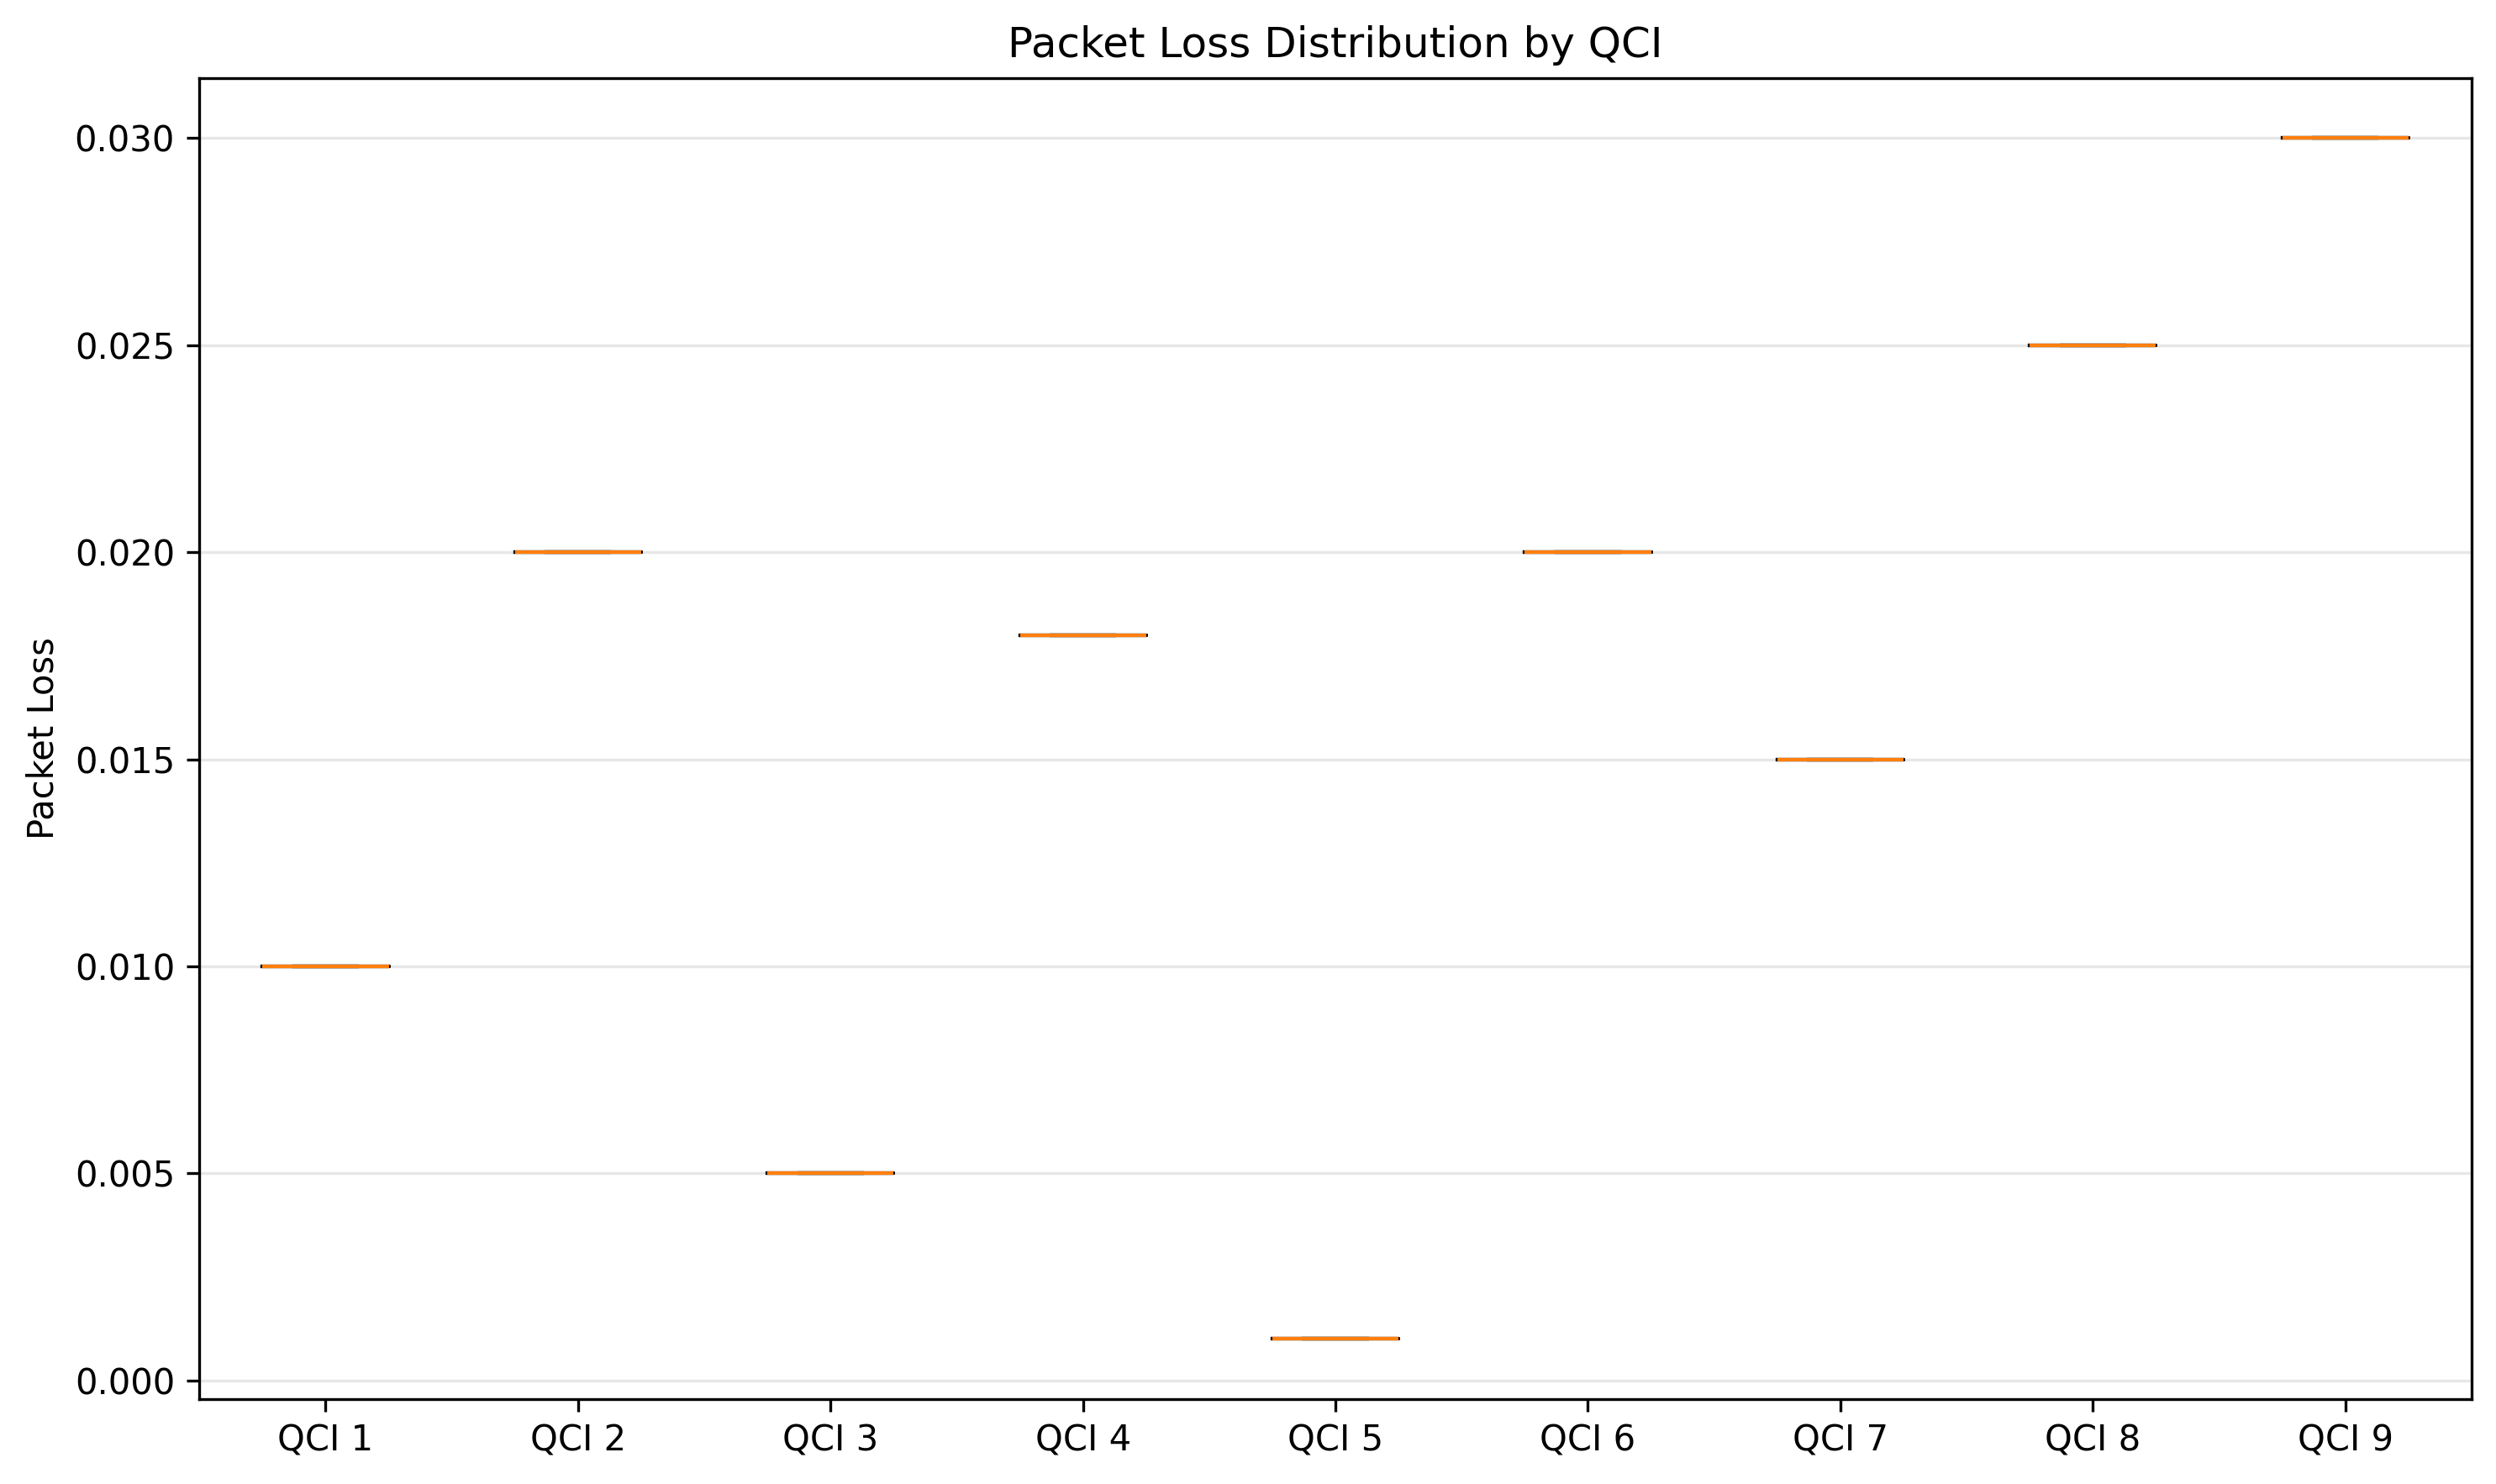 Packet Loss Distribution by QCI
Packet Loss
0.030
0.025
0.020
0.015
0.010
0.005
0.000
QCI 1 QCI 2 QCI 3 QCI 4 QCI 5 QCI 6 QCI 7 QCI 8 QCI 9